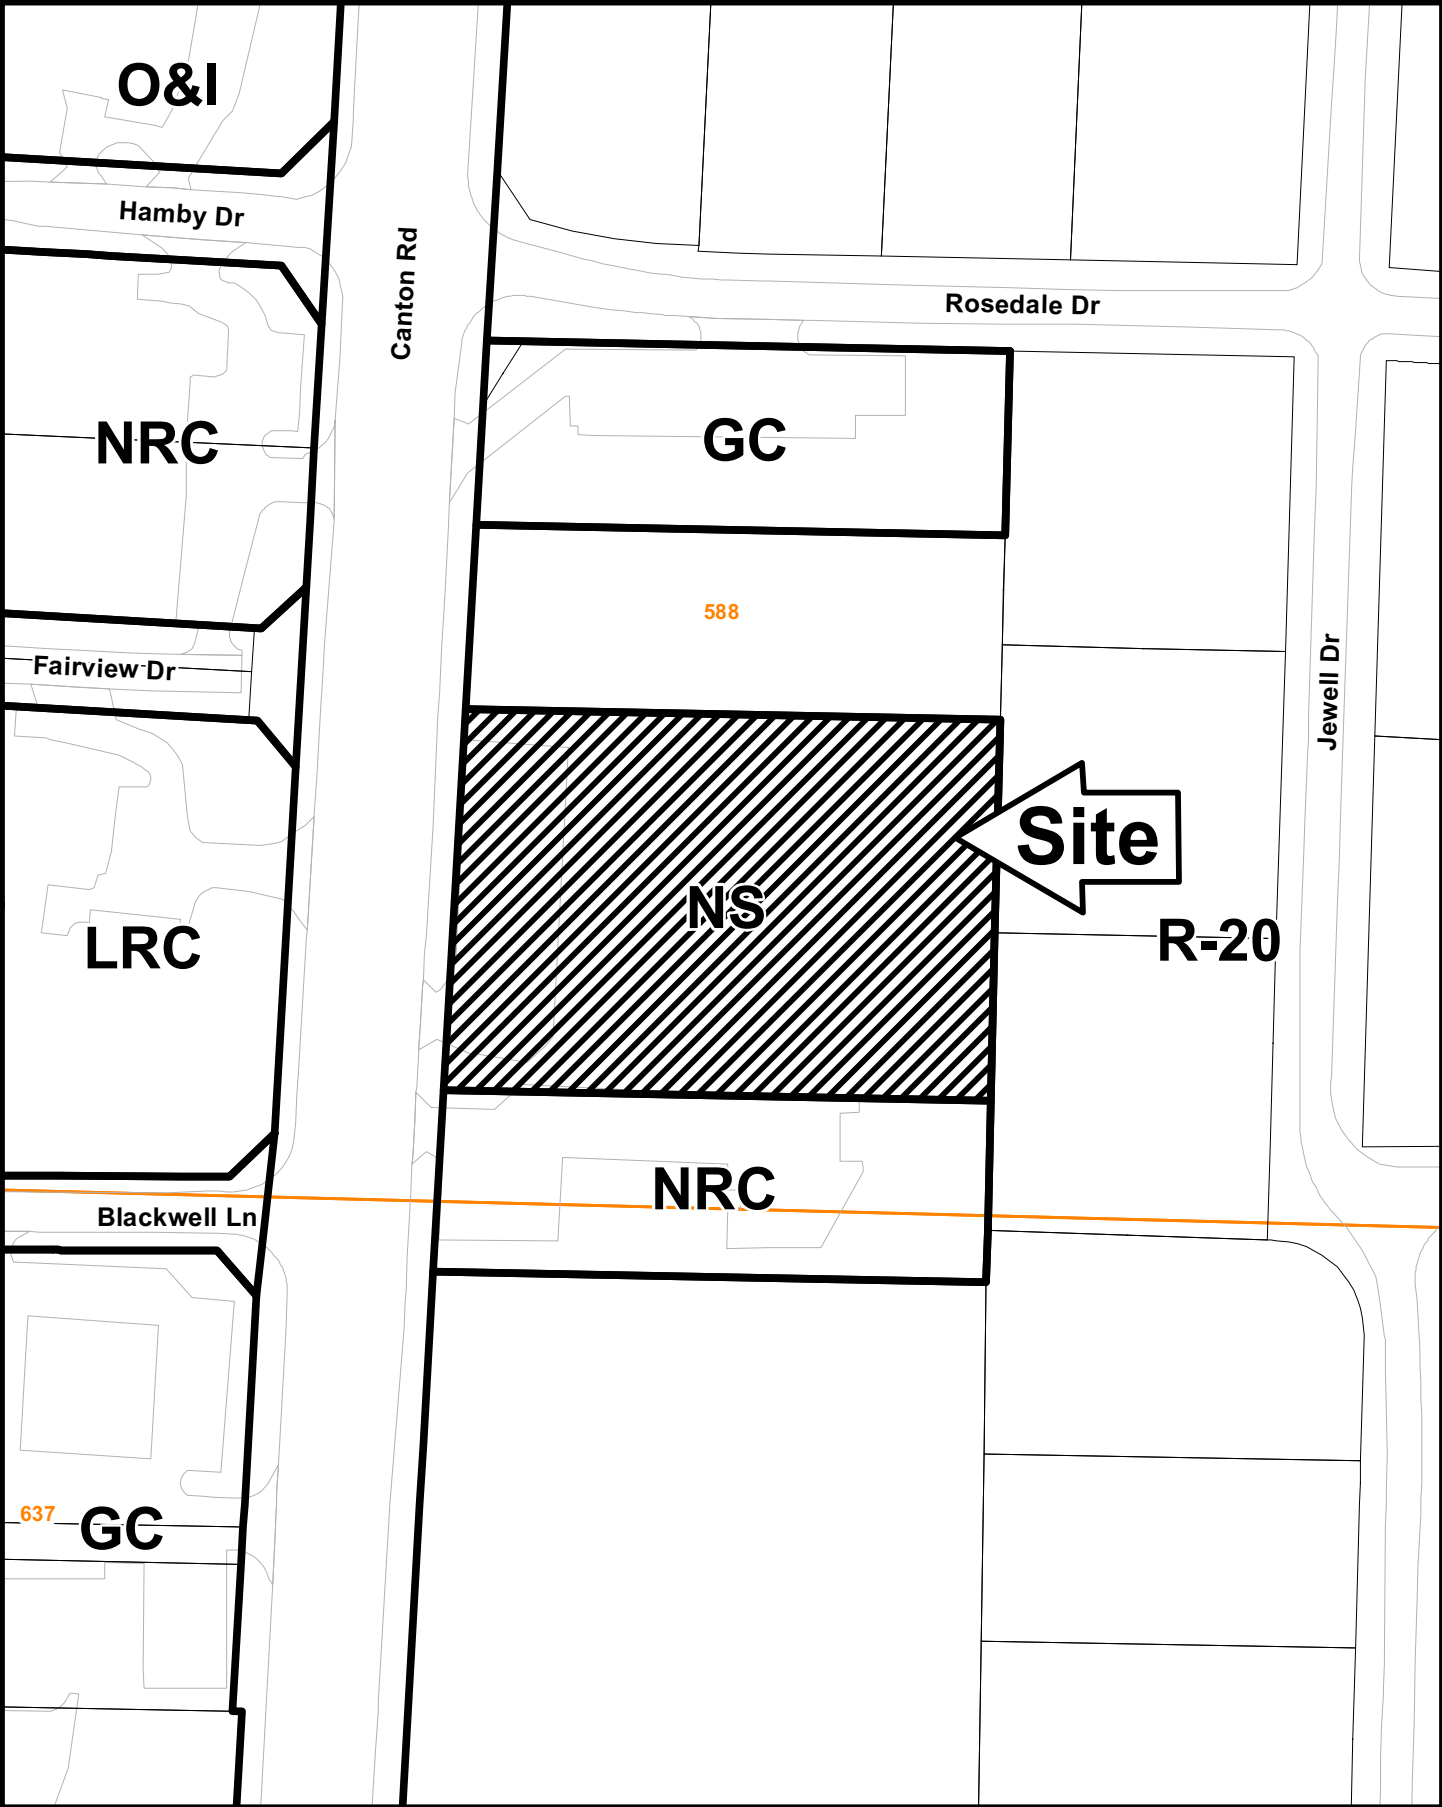 O&I
Hamby Dr
Canton Rd
Rosedale Dr
NRC
GC
588
Fairview Dr
Jewell Dr
Site
NS
R-20
LRC
NRC
Blackwell Ln
637
GC